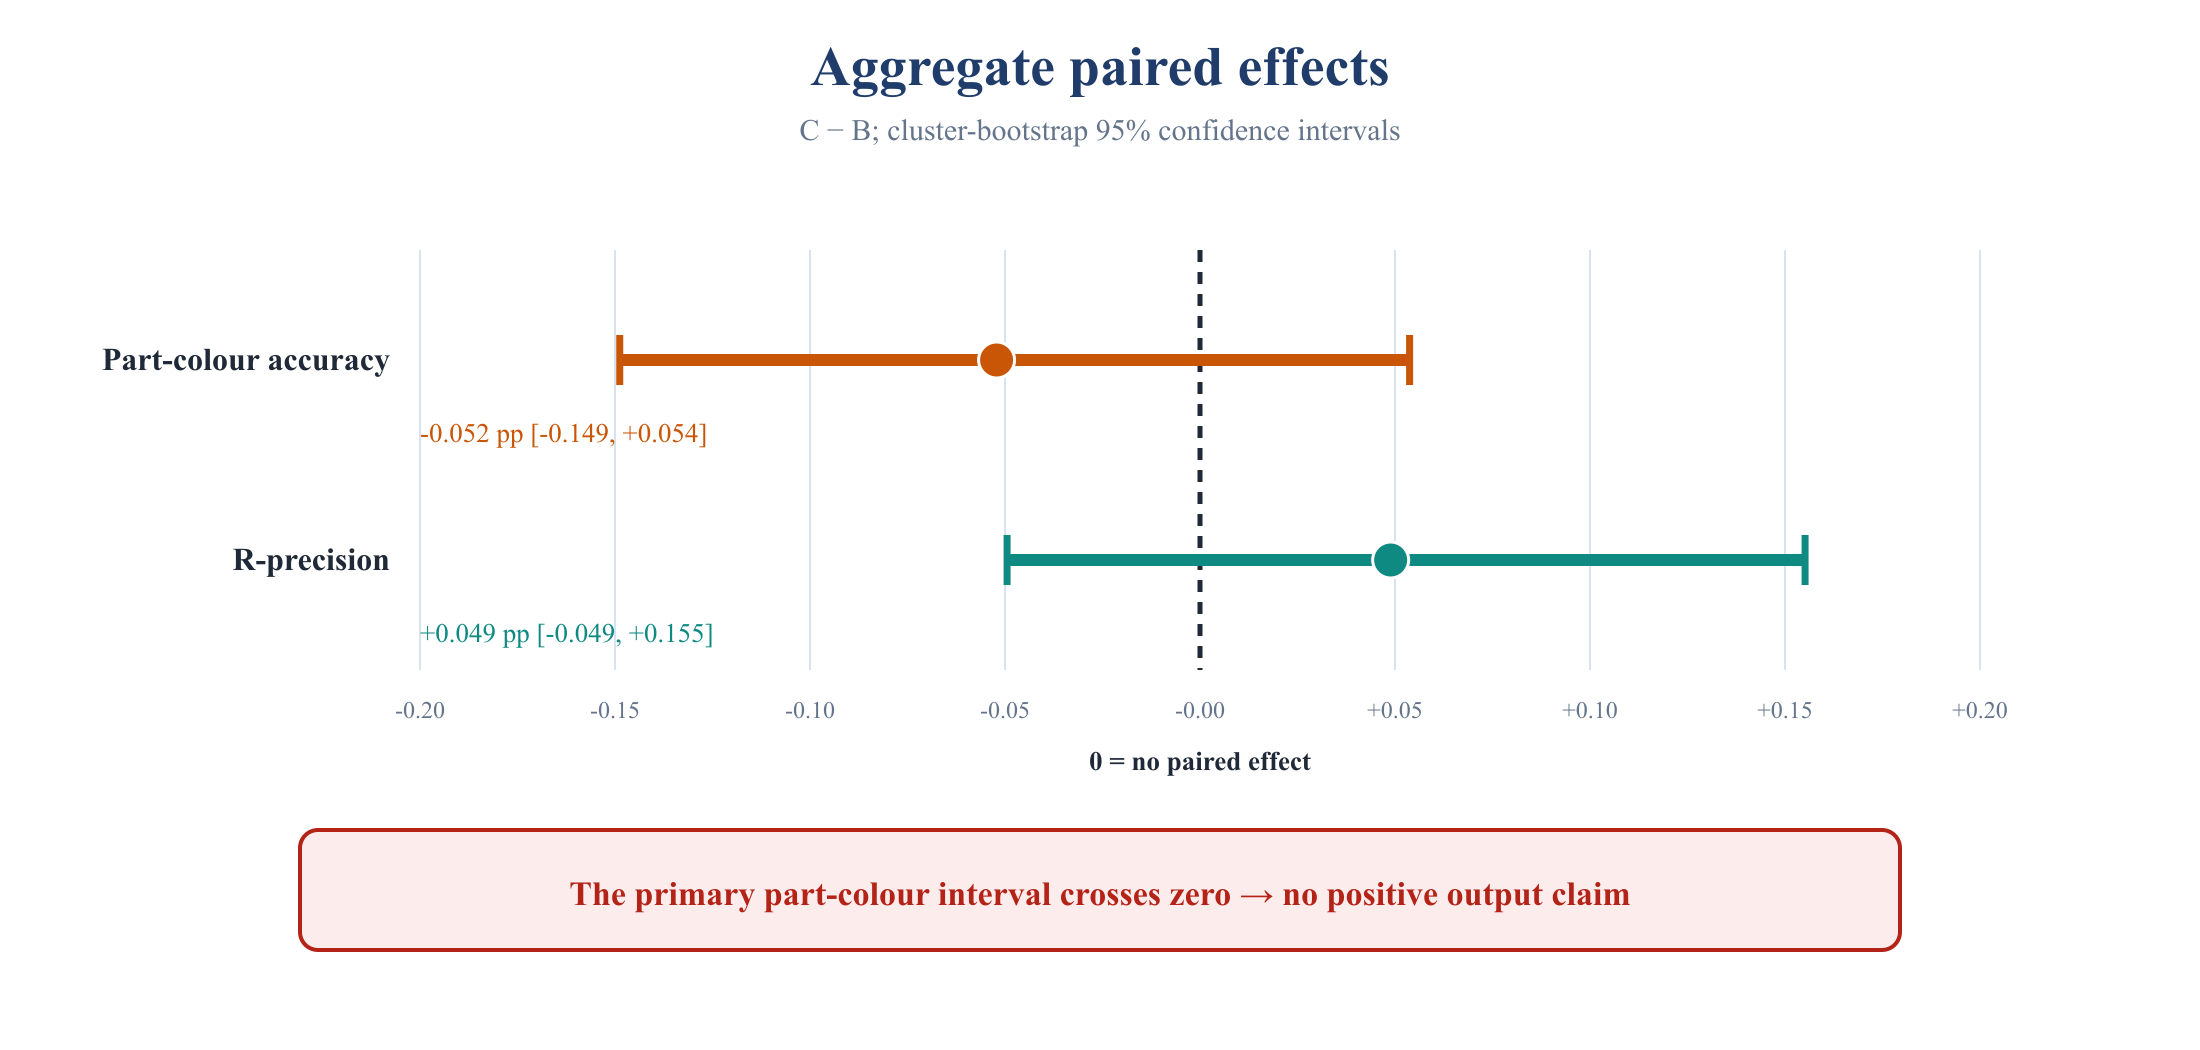 Aggregate paired effects
C − B; cluster-bootstrap 95% confidence intervals
Part-colour accuracy
-0.052 pp [-0.149, +0.054]
R-precision
+0.049 pp [-0.049, +0.155]
-0.20 -0.15 -0.10 -0.05 -0.00 +0.05 +0.10 +0.15 +0.20
0 = no paired effect
The primary part-colour interval crosses zero → no positive output claim